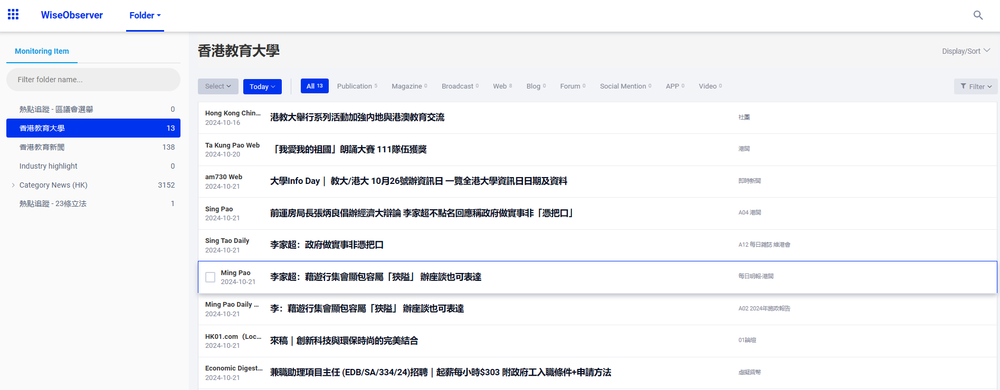 WiseObserver
Folder
Monitoring Item
Filter folder name...
熱點追蹤 - 區議會選舉 0
香港教育大學 13
香港教育新聞 138
Industry highlight 0
Category News (HK) 3152
熱點追蹤 - 23條立法 1
香港教育大學
Display/Sort
Select Today All 13 Publication 5 Magazine 0 Broadcast 0 Web 8 Blog 0 Forum 0 Social Mention 0 APP 0 Video 0 Filter
Hong Kong Chin...
2024-10-16
港教大舉行系列活動加強內地與港澳教育交流
社團
Ta Kung Pao Web
2024-10-20
「我愛我的祖國」朗誦大賽 111隊伍獲獎
港聞
am730 Web
2024-10-21
大學Info Day｜ 教大/港大 10月26號辦資訊日 一覽全港大學資訊日日期及資料
即時新聞
Sing Pao
2024-10-21
前運房局長張炳良倡辦經濟大辯論 李家超不點名回應稱政府做實事非「憑把口」
A04 港聞
Sing Tao Daily
2024-10-21
李家超：政府做實事非憑把口
A12 每日雜誌 維港會
Ming Pao
2024-10-21
李家超：藉遊行集會顯包容屬「狹隘」 辦座談也可表達
每日明報-港聞
Ming Pao Daily ...
2024-10-21
李：藉遊行集會顯包容屬「狹隘」 辦座談也可表達
A02 2024年施政報告
HK01.com（Loc...
2024-10-21
來稿｜創新科技與環保時尚的完美結合
01論壇
Economic Digest...
2024-10-21
兼職助理項目主任 (EDB/SA/334/24)招聘｜起薪每小時$303 附政府工入職條件+申請方法
虛擬貨幣